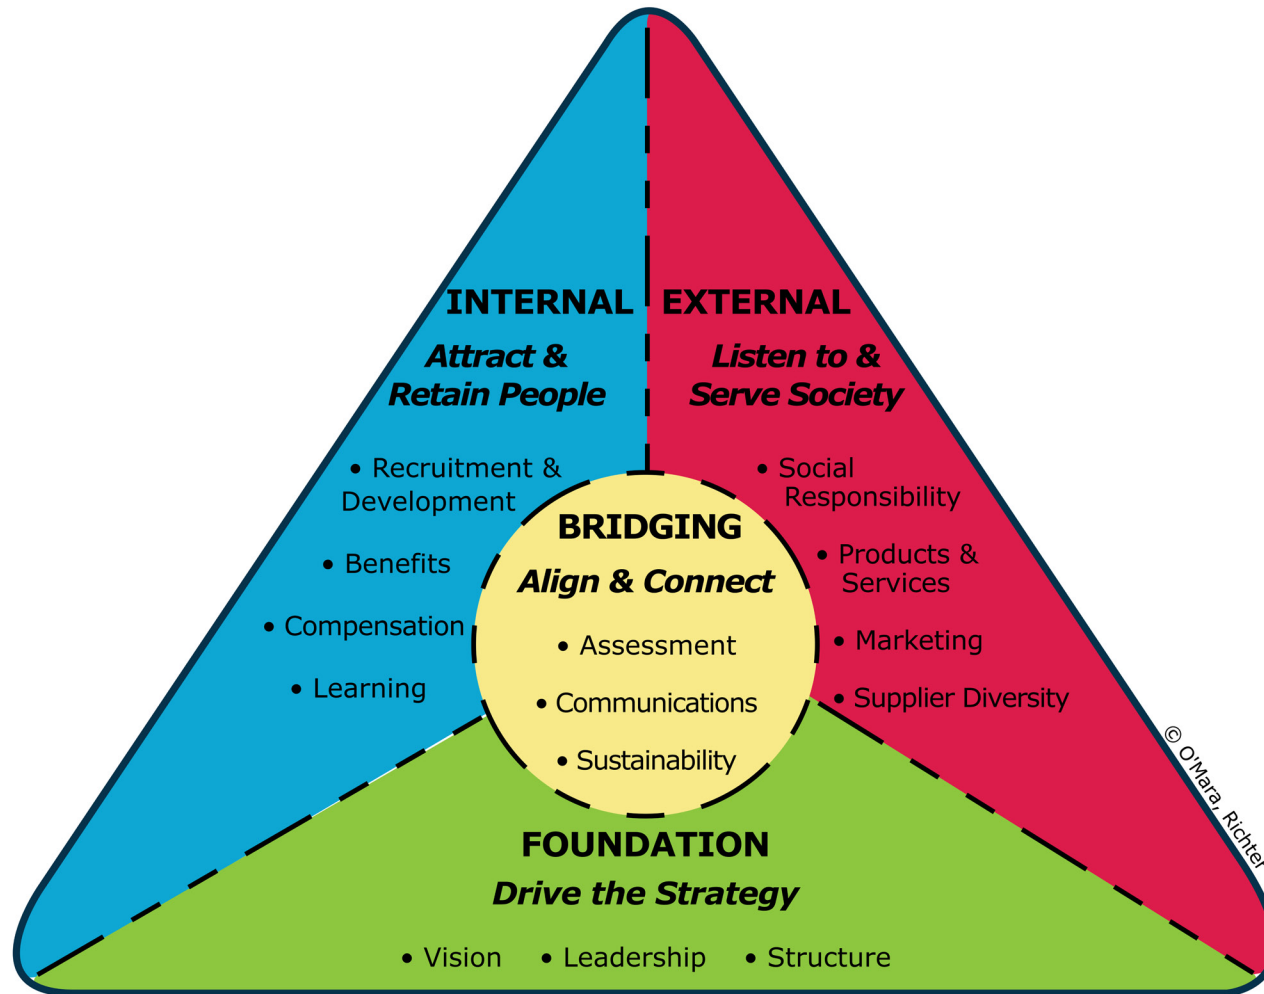 INTERNAL
Attract &
Retain People
• Recruitment &
Development
• Benefits
• Compensation
• Learning
EXTERNAL
Listen to &
Serve Society
• Social
Responsibility
• Products &
Services
• Marketing
• Supplier Diversity
BRIDGING
Align & Connect
• Assessment
• Communications
• Sustainability
FOUNDATION
Drive the Strategy
• Vision • Leadership • Structure
© O'Mara, Richter